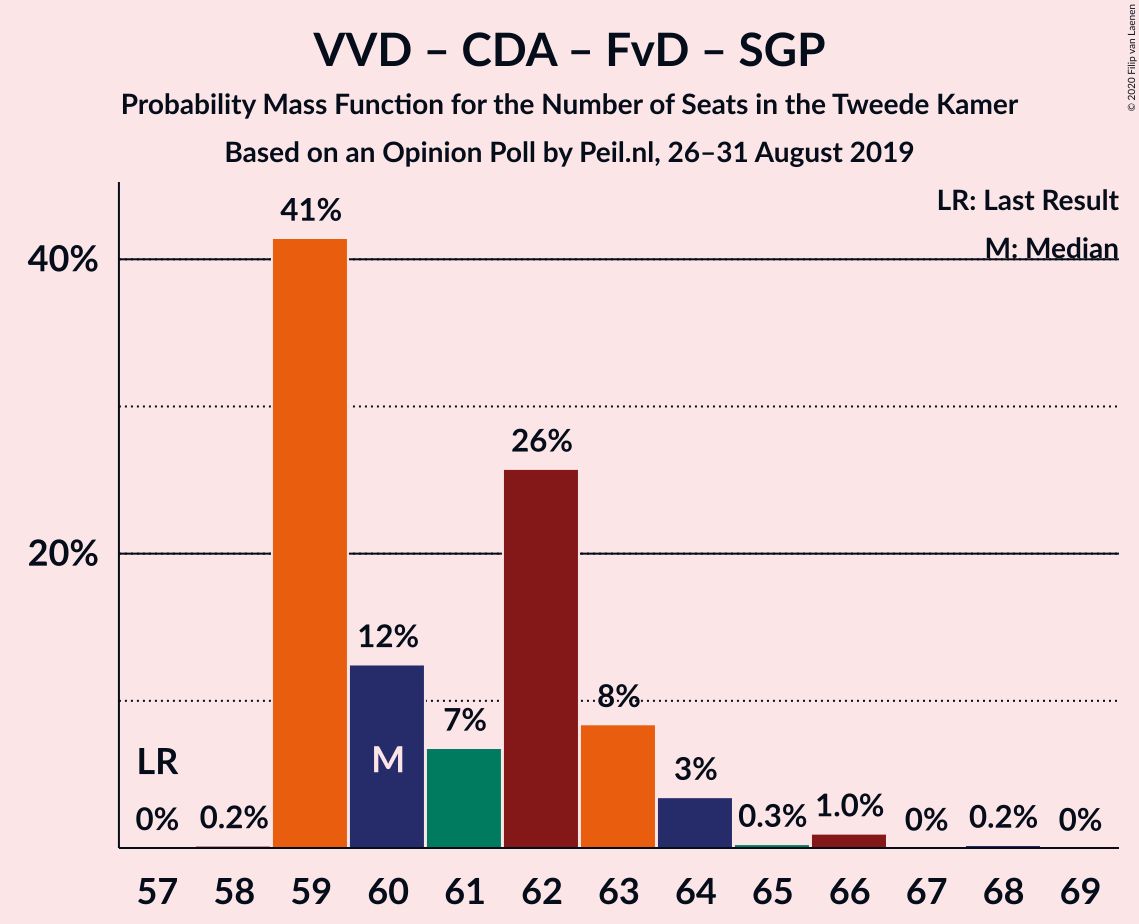 VVD – CDA – FvD – SGP
Probability Mass Function for the Number of Seats in the Tweede Kamer
Based on an Opinion Poll by Peil.nl, 26–31 August 2019
© 2020 Filip van Laenen
LR: Last Result
M: Median
40%
20%
LR
0%
0.2%
41%
12%
M
7%
26%
8%
3%
0.3%
1.0%
0%
0.2%
0%
57 58 59 60 61 62 63 64 65 66 67 68 69